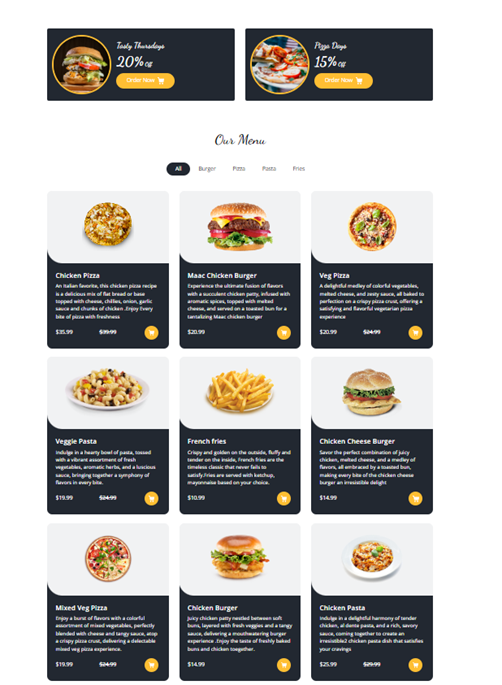 Tasty Thursdays
20% Off
Order Now
Pizza Days
15% Off
Order Now
Our Menu
All
Burger
Pizza
Pasta
Fries
Chicken Pizza
An Italian favorite, this chicken pizza recipe
is a delicious mix of flat bread or base
topped with cheese, chilies, onion, garlic
sauce and chunks of chicken .Enjoy Every
bite of pizza with freshness
$35.99 $39.99
Maac Chicken Burger
Experience the ultimate fusion of flavors
with a succulent chicken patty, infused with
aromatic spices, topped with melted
cheese, and served on a toasted bun for a
tantalizing Maac chicken burger
$20.99
Veg Pizza
A delightful medley of colorful vegetables,
melted cheese, and zesty sauce, all baked to
perfection on a crispy pizza crust, offering a
satisfying and flavorful vegetarian pizza
experience
$20.99 $24.99
Veggie Pasta
Indulge in a hearty bowl of pasta, tossed
with a vibrant assortment of fresh
vegetables, aromatic herbs, and a luscious
sauce, bringing together a symphony of
flavors in every bite.
$19.99 $24.99
French fries
Crispy and golden on the outside, fluffy and
tender on the inside, French fries are the
timeless classic that never fails to
satisfy.Fries are served with ketchup,
mayonnaise based on your choice.
$10.99
Chicken Cheese Burger
Savor the perfect combination of juicy
chicken, melted cheese, and a medley of
flavors, all embraced by a toasted bun,
making every bite of the chicken cheese
burger an irresistible delight
$14.99
Mixed Veg Pizza
Enjoy a burst of flavors with a colorful
assortment of mixed vegetables, perfectly
blended with cheese and tangy sauce, atop
a crispy pizza crust, delivering a delectable
mixed veg pizza experience.
$19.99 $24.99
Chicken Burger
Juicy chicken patty nestled between soft
buns, layered with fresh veggies and a tangy
sauce, delivering a mouthwatering burger
experience .Enjoy the taste of freshly baked
buns and chicken toegether.
$14.99
Chicken Pasta
Indulge in a delightful harmony of tender
chicken, al dente pasta, and a rich, savory
sauce, coming together to create an
irresistible2 chicken pasta dish that satisfies
your cravings
$25.99 $29.99